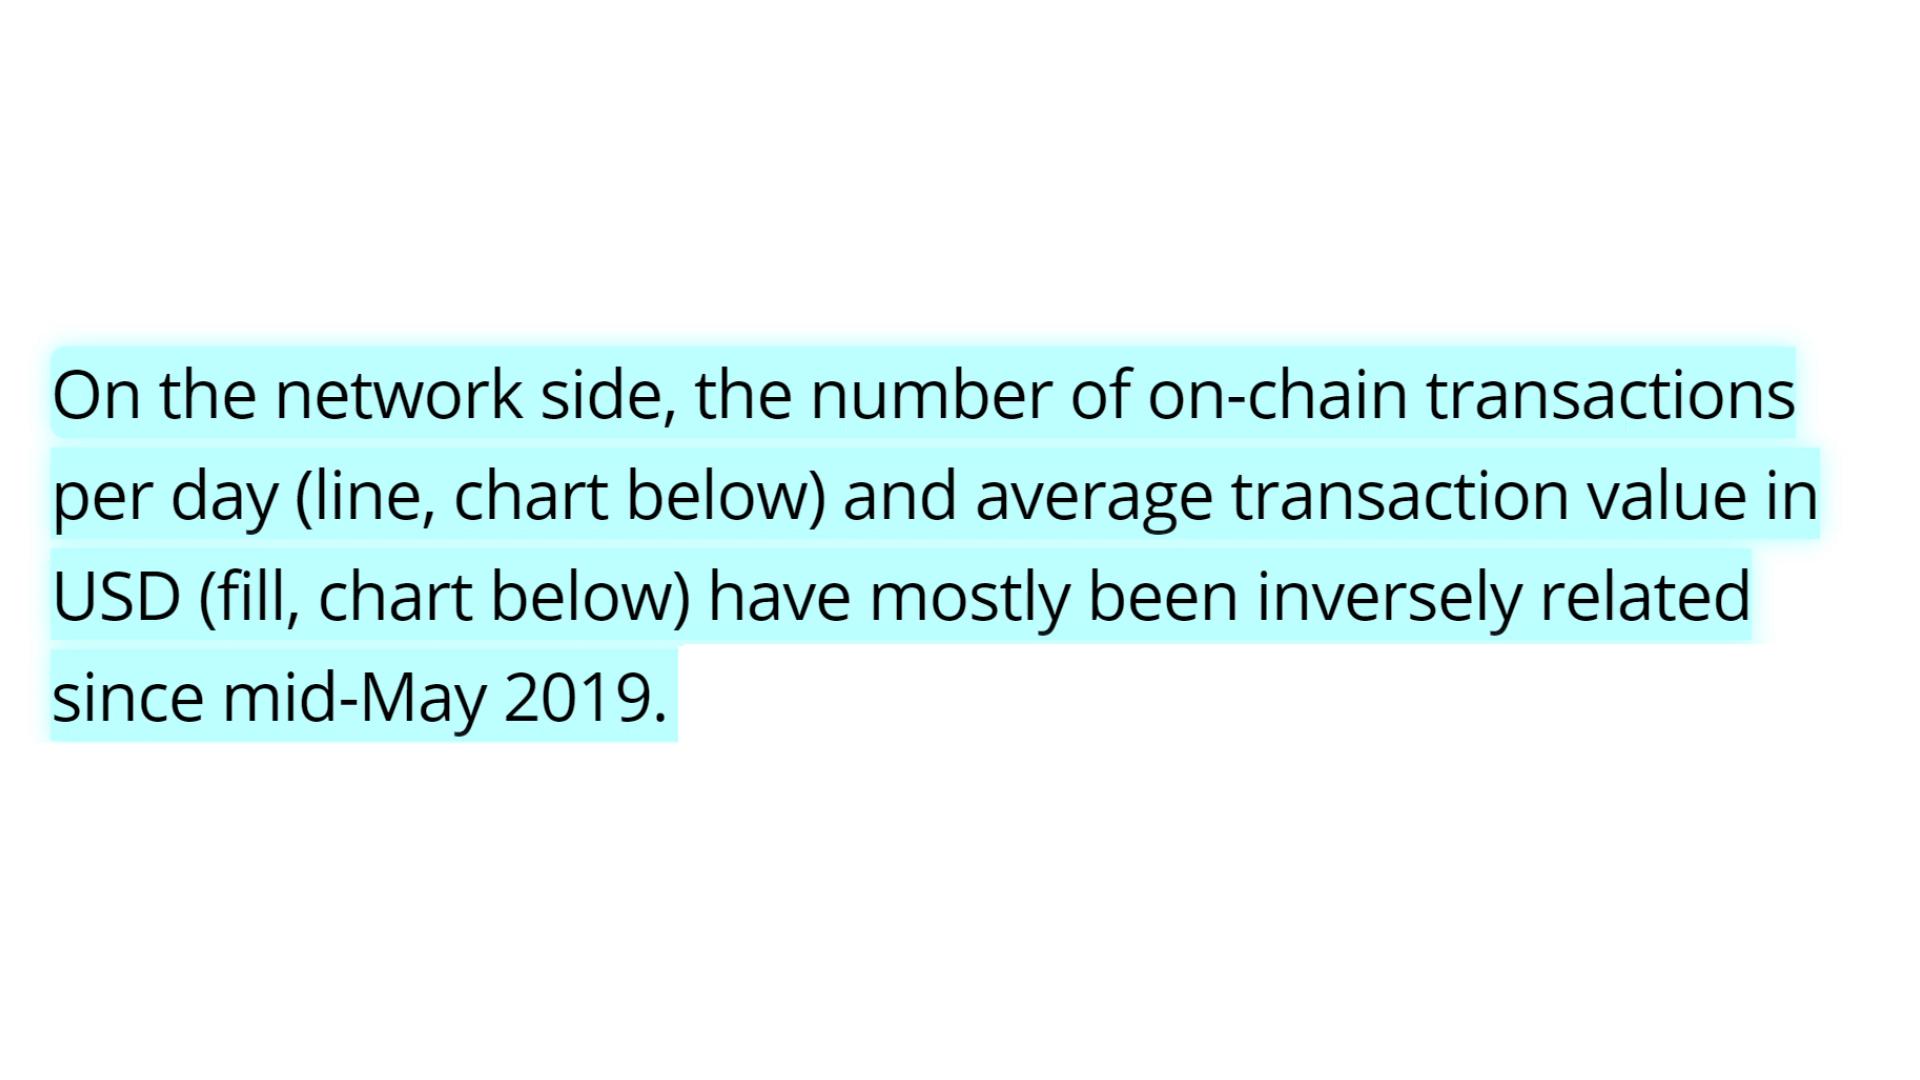 On the network side, the number of on-chain transactions
per day (line, chart below) and average transaction value in
USD (fill, chart below) have mostly been inversely related
since mid-May 2019.